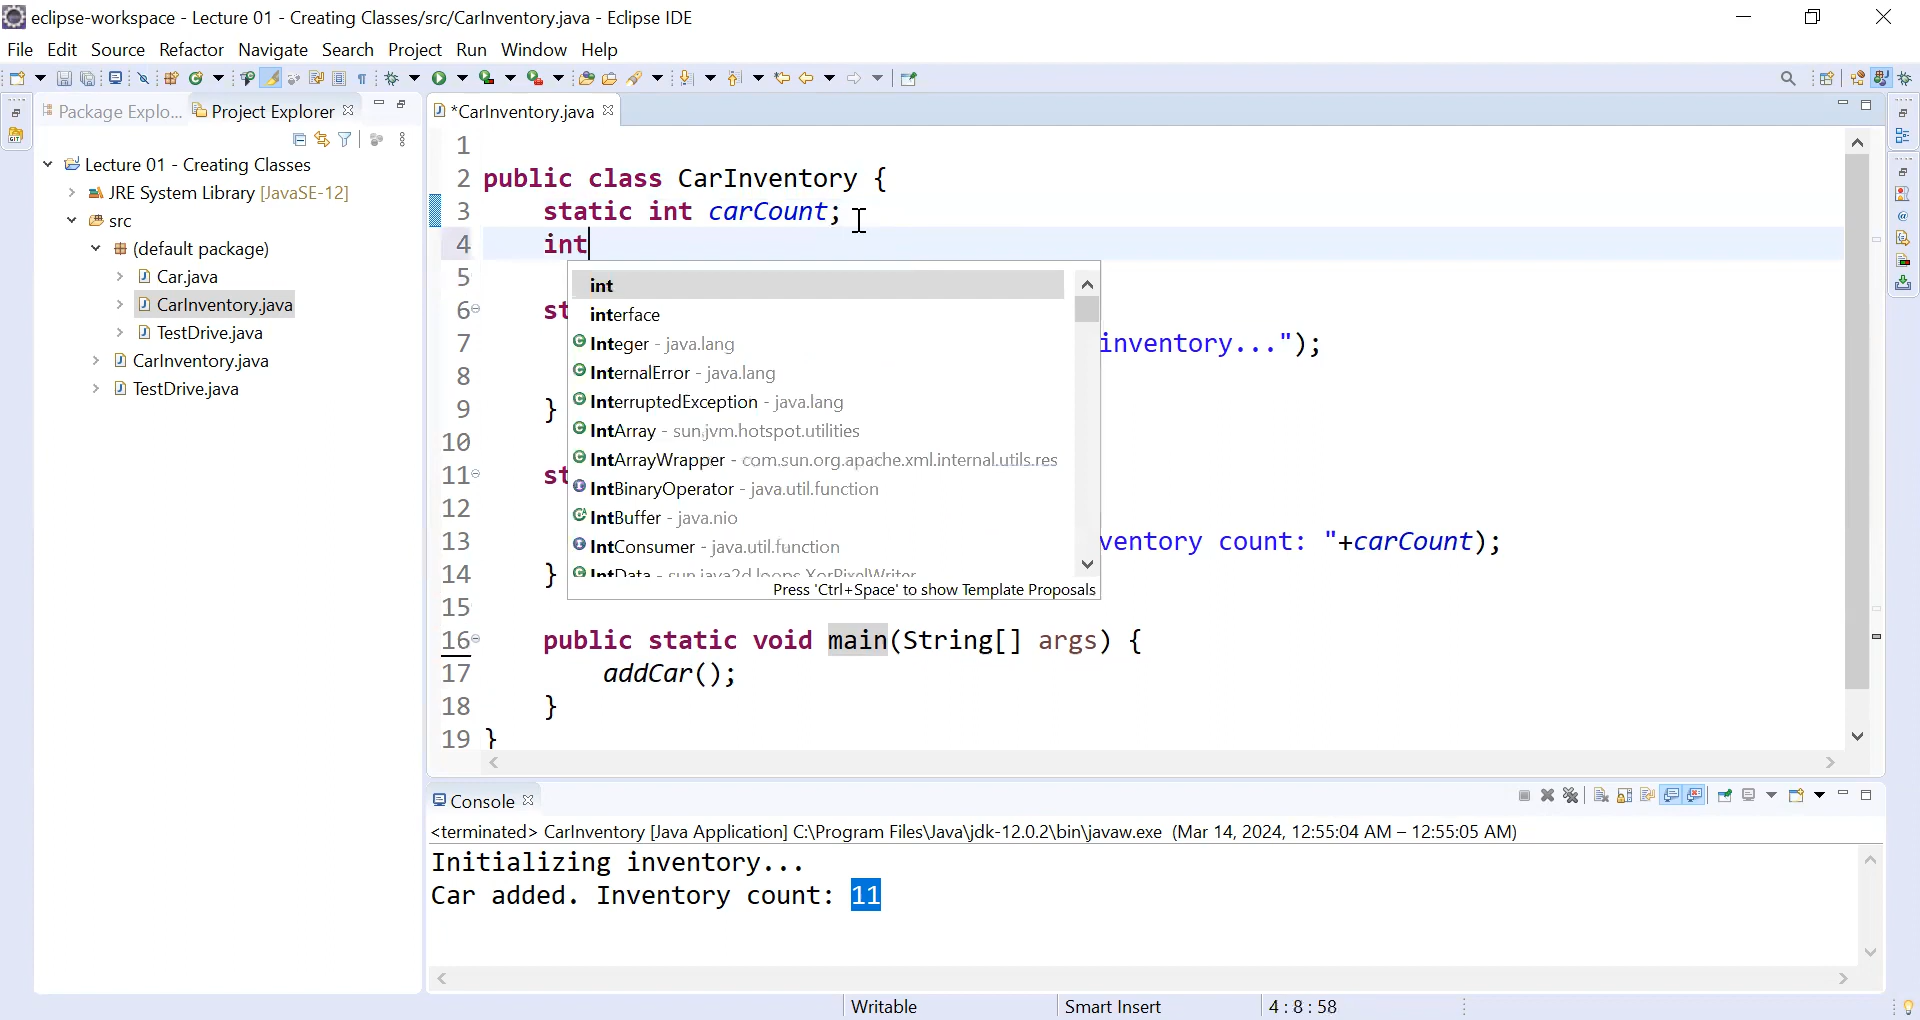 eclipse-workspace - Lecture 01 - Creating Classes/src/CarInventory.java - Eclipse IDE
File Edit Source Refactor Navigate Search Project Run Window Help
Package Explo... Project Explorer
*CarInventory.java
Lecture 01 - Creating Classes
JRE System Library [JavaSE-12]
src
(default package)
Car.java
CarInventory.java
TestDrive.java
CarInventory.java
TestDrive.java
1
2 public class CarInventory {
3 static int carCount;
4 int
5
6 st
7 inventory...");
8
9 }
10
11 st
12
13 ventory count: "+carCount);
14 }
15
16 public static void main(String[] args) {
17 addCar();
18 }
19 }
int
interface
Integer - java.lang
InternalError - java.lang
InterruptedException - java.lang
IntArray - sun.jvm.hotspot.utilities
IntArrayWrapper - com.sun.org.apache.xml.internal.utils.res
IntBinaryOperator - java.util.function
IntBuffer - java.nio
IntConsumer - java.util.function
IntData - sun.java2d.loops.XorPixelWriter
Press 'Ctrl+Space' to show Template Proposals
Console
<terminated> CarInventory [Java Application] C:\Program Files\Java\jdk-12.0.2\bin\javaw.exe (Mar 14, 2024, 12:55:04 AM – 12:55:05 AM)
Initializing inventory...
Car added. Inventory count: 11
Writable Smart Insert 4 : 8 : 58